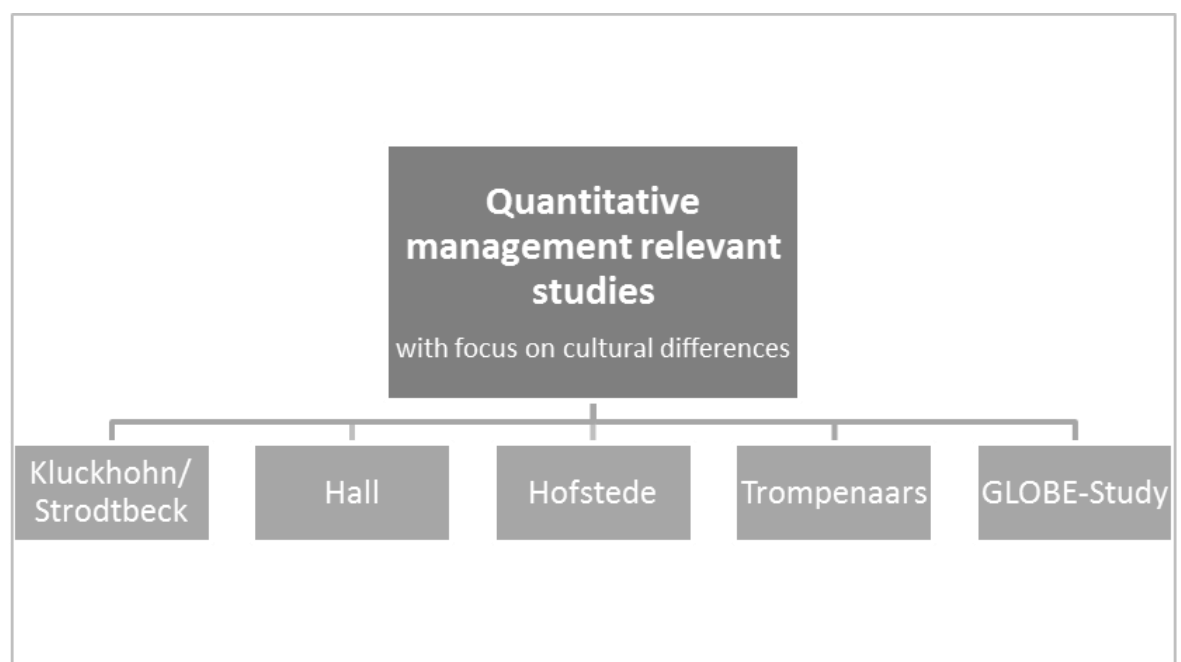 Quantitative
management relevant
studies
with focus on cultural differences
Kluckhohn/
Strodtbeck
Hall
Hofstede
Trompenaars
GLOBE-Study